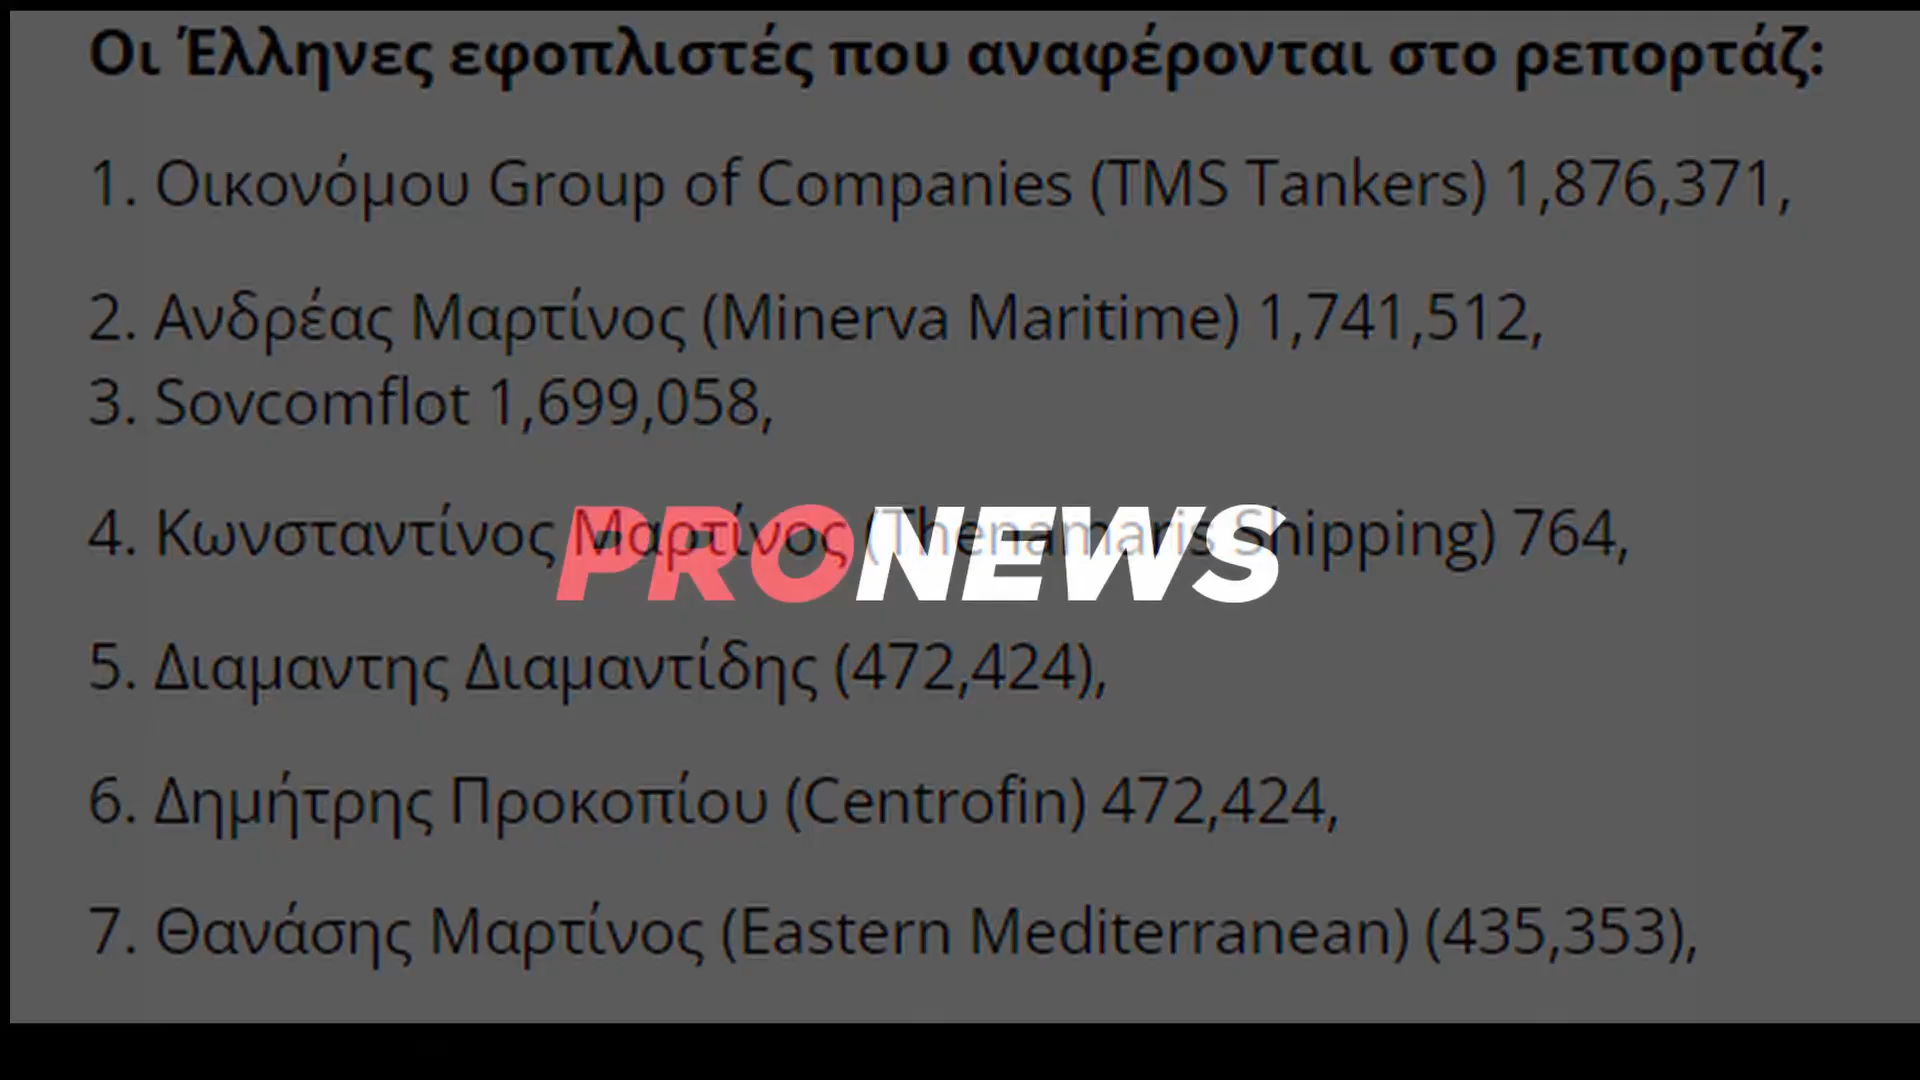 Οι Έλληνες εφοπλιστές που αναφέρονται στο ρεπορτάζ:
1. Οικονόμου Group of Companies (TMS Tankers) 1,876,371,
2. Ανδρέας Μαρτίνος (Minerva Maritime) 1,741,512,
3. Sovcomflot 1,699,058,
4. Κωνσταντίνος Μαρτίνος (Thenamaris Shipping) 764,
PRONEWS
5. Διαμαντης Διαμαντίδης (472,424),
6. Δημήτρης Προκοπίου (Centrofin) 472,424,
7. Θανάσης Μαρτίνος (Eastern Mediterranean) (435,353),